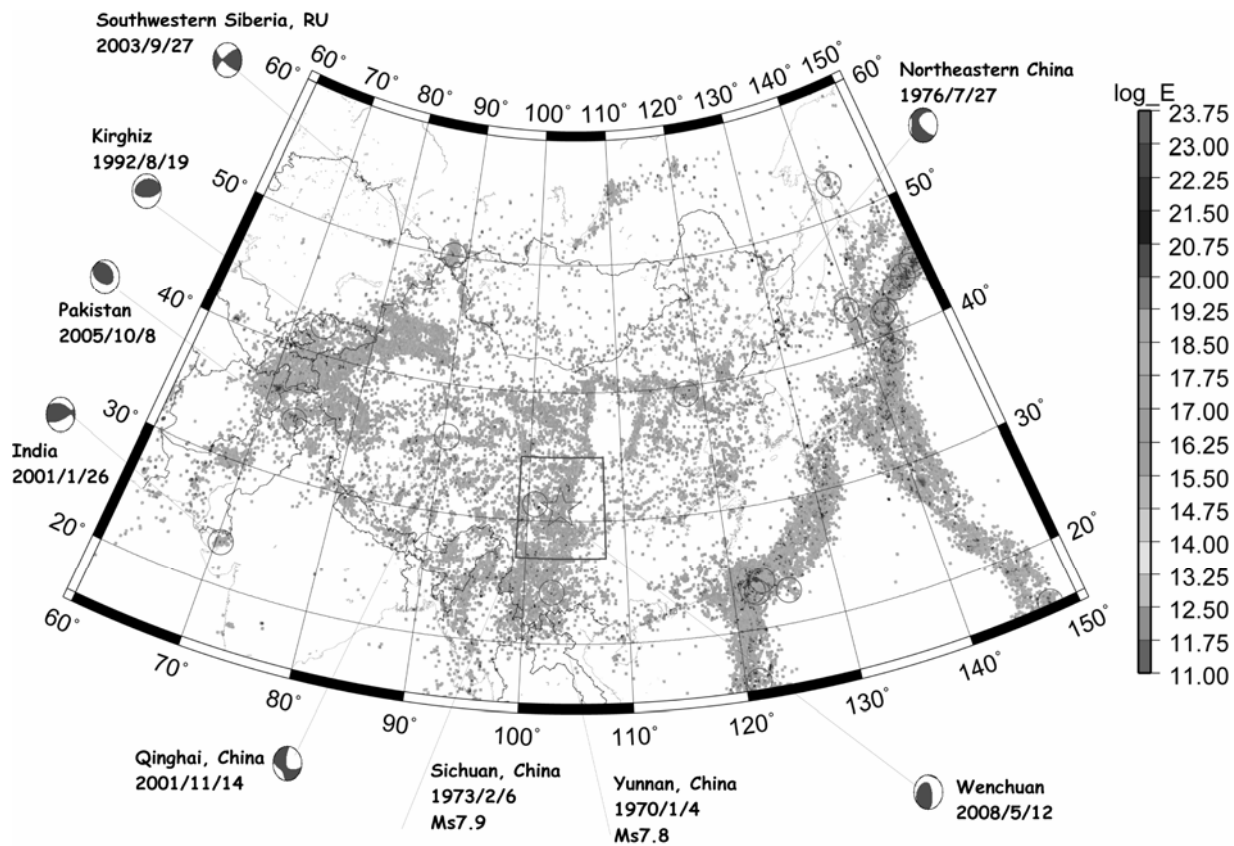 Southwestern Siberia, RU
2003/9/27
Kirghiz
1992/8/19
Pakistan
2005/10/8
India
2001/1/26
Northeastern China
1976/7/27
60° 70° 80° 90° 100° 110° 120° 130° 140° 150°
60° 60°
50° 50°
40° 40°
30° 30°
20° 20°
60° 70° 80° 90° 100° 110° 120° 130° 140° 150°
log_E
23.75
23.00
22.25
21.50
20.75
20.00
19.25
18.50
17.75
17.00
16.25
15.50
14.75
14.00
13.25
12.50
11.75
11.00
Qinghai, China
2001/11/14
Sichuan, China
1973/2/6
Ms7.9
Yunnan, China
1970/1/4
Ms7.8
Wenchuan
2008/5/12